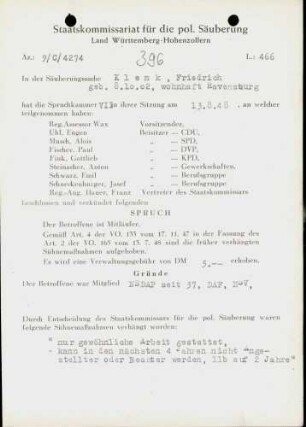 Staatskommissariat für die pol. Säuberung
Land Württemberg-Hohenzollern
Az.: 9/C/4274
396
L: 466
In der Säuberungssache K l e n k , Friedrich
geb. 8.10.02, wohnhaft Ravensburg
hat die Spruchkammer VIIb in ihrer Sitzung am 13.8.48 , an welcher
teilgenommen haben:
Reg.Assessor Wax Vorsitzender,
Uhl, Eugen Beisitzer — CDU,
Munch, Alois „ — SPD,
Fischer, Paul „ — DVP,
Fink, Gottlieb „ — KPD,
Steinacher, Anton „ — Gewerkschaften,
Schwarz, Emil „ — Berufsgruppe
Schneckenburger, Josef „ — Berufsgruppe
Reg.-Ang. Hauer, Franz Vertreter des Staatskommissars
beschlossen und verkündet folgenden
SPRUCH
Der Betroffene ist Mitläufer.
Gemäß Art. 4 der VO. 133 vom 17. 11. 47 in der Fassung des
Art. 2 der VO. 165 vom 13. 7. 48 sind die früher verhängten
Sühnemaßnahmen aufgehoben.
Es wird eine Verwaltungsgebühr von DM 5.-- erhoben.
Gründe
Der Betroffene war Mitglied NSDAP seit 37, DAF, NSV,
Durch Entscheidung des Staatskommissars für die pol. Säuberung waren
folgende Sühnemaßnahmen verhängt worden:
" nur gewöhnliche Arbeit gestattet,
- kann in den nächsten 4 Jahren nicht Ange-
stellter oder Beamter werden, IIb auf 2 Jahre"